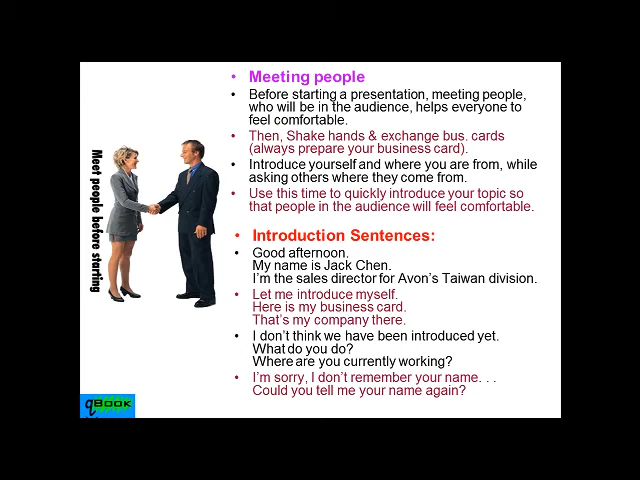 • Meeting people
• Before starting a presentation, meeting people,
who will be in the audience, helps everyone to
feel comfortable.
• Then, Shake hands & exchange bus. cards
(always prepare your business card).
• Introduce yourself and where you are from, while
asking others where they come from.
• Use this time to quickly introduce your topic so
that people in the audience will feel comfortable.
Meet people before starting
• Introduction Sentences:
• Good afternoon.
My name is Jack Chen.
I'm the sales director for Avon's Taiwan division.
• Let me introduce myself.
Here is my business card.
That's my company there.
• I don't think we have been introduced yet.
What do you do?
Where are you currently working?
• I'm sorry, I don't remember your name. . .
Could you tell me your name again?
qBOOK